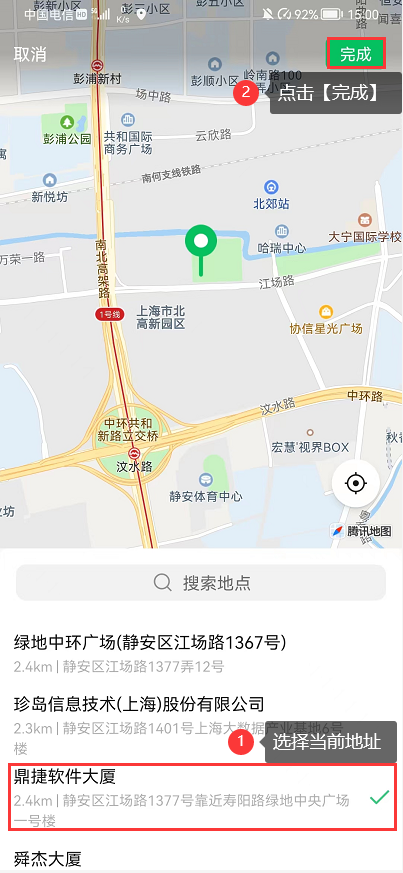 中国电信HD 5G 0 K/s 92% 15:00
彭五小区
取消
完成
彭浦新村
彭顺小区
岭南路100
2
点击【完成】
场中路
彭浦公园
共和国际
商务广场
云欣路
南何支线铁路
新悦坊
北郊站
大宁国际学校
哈瑞中心
万荣一路
南北高架路
江场路
1号线
上海市北
高新园区
协信星光广场
中环路
汶水路
中环共和
新路立交桥
汶水路
宏慧'视界BOX
静安体育中心
腾讯地图
搜索地点
绿地中环广场(静安区江场路1367号)
2.4km | 静安区江场路1377弄12号
珍岛信息技术(上海)股份有限公司
2.3km | 静安区江场路1401号上海大数据产业基地6号
楼
1
选择当前地址
鼎捷软件大厦
2.4km | 静安区江场路1377号靠近寿阳路绿地中央广场
一号楼
舜杰大厦